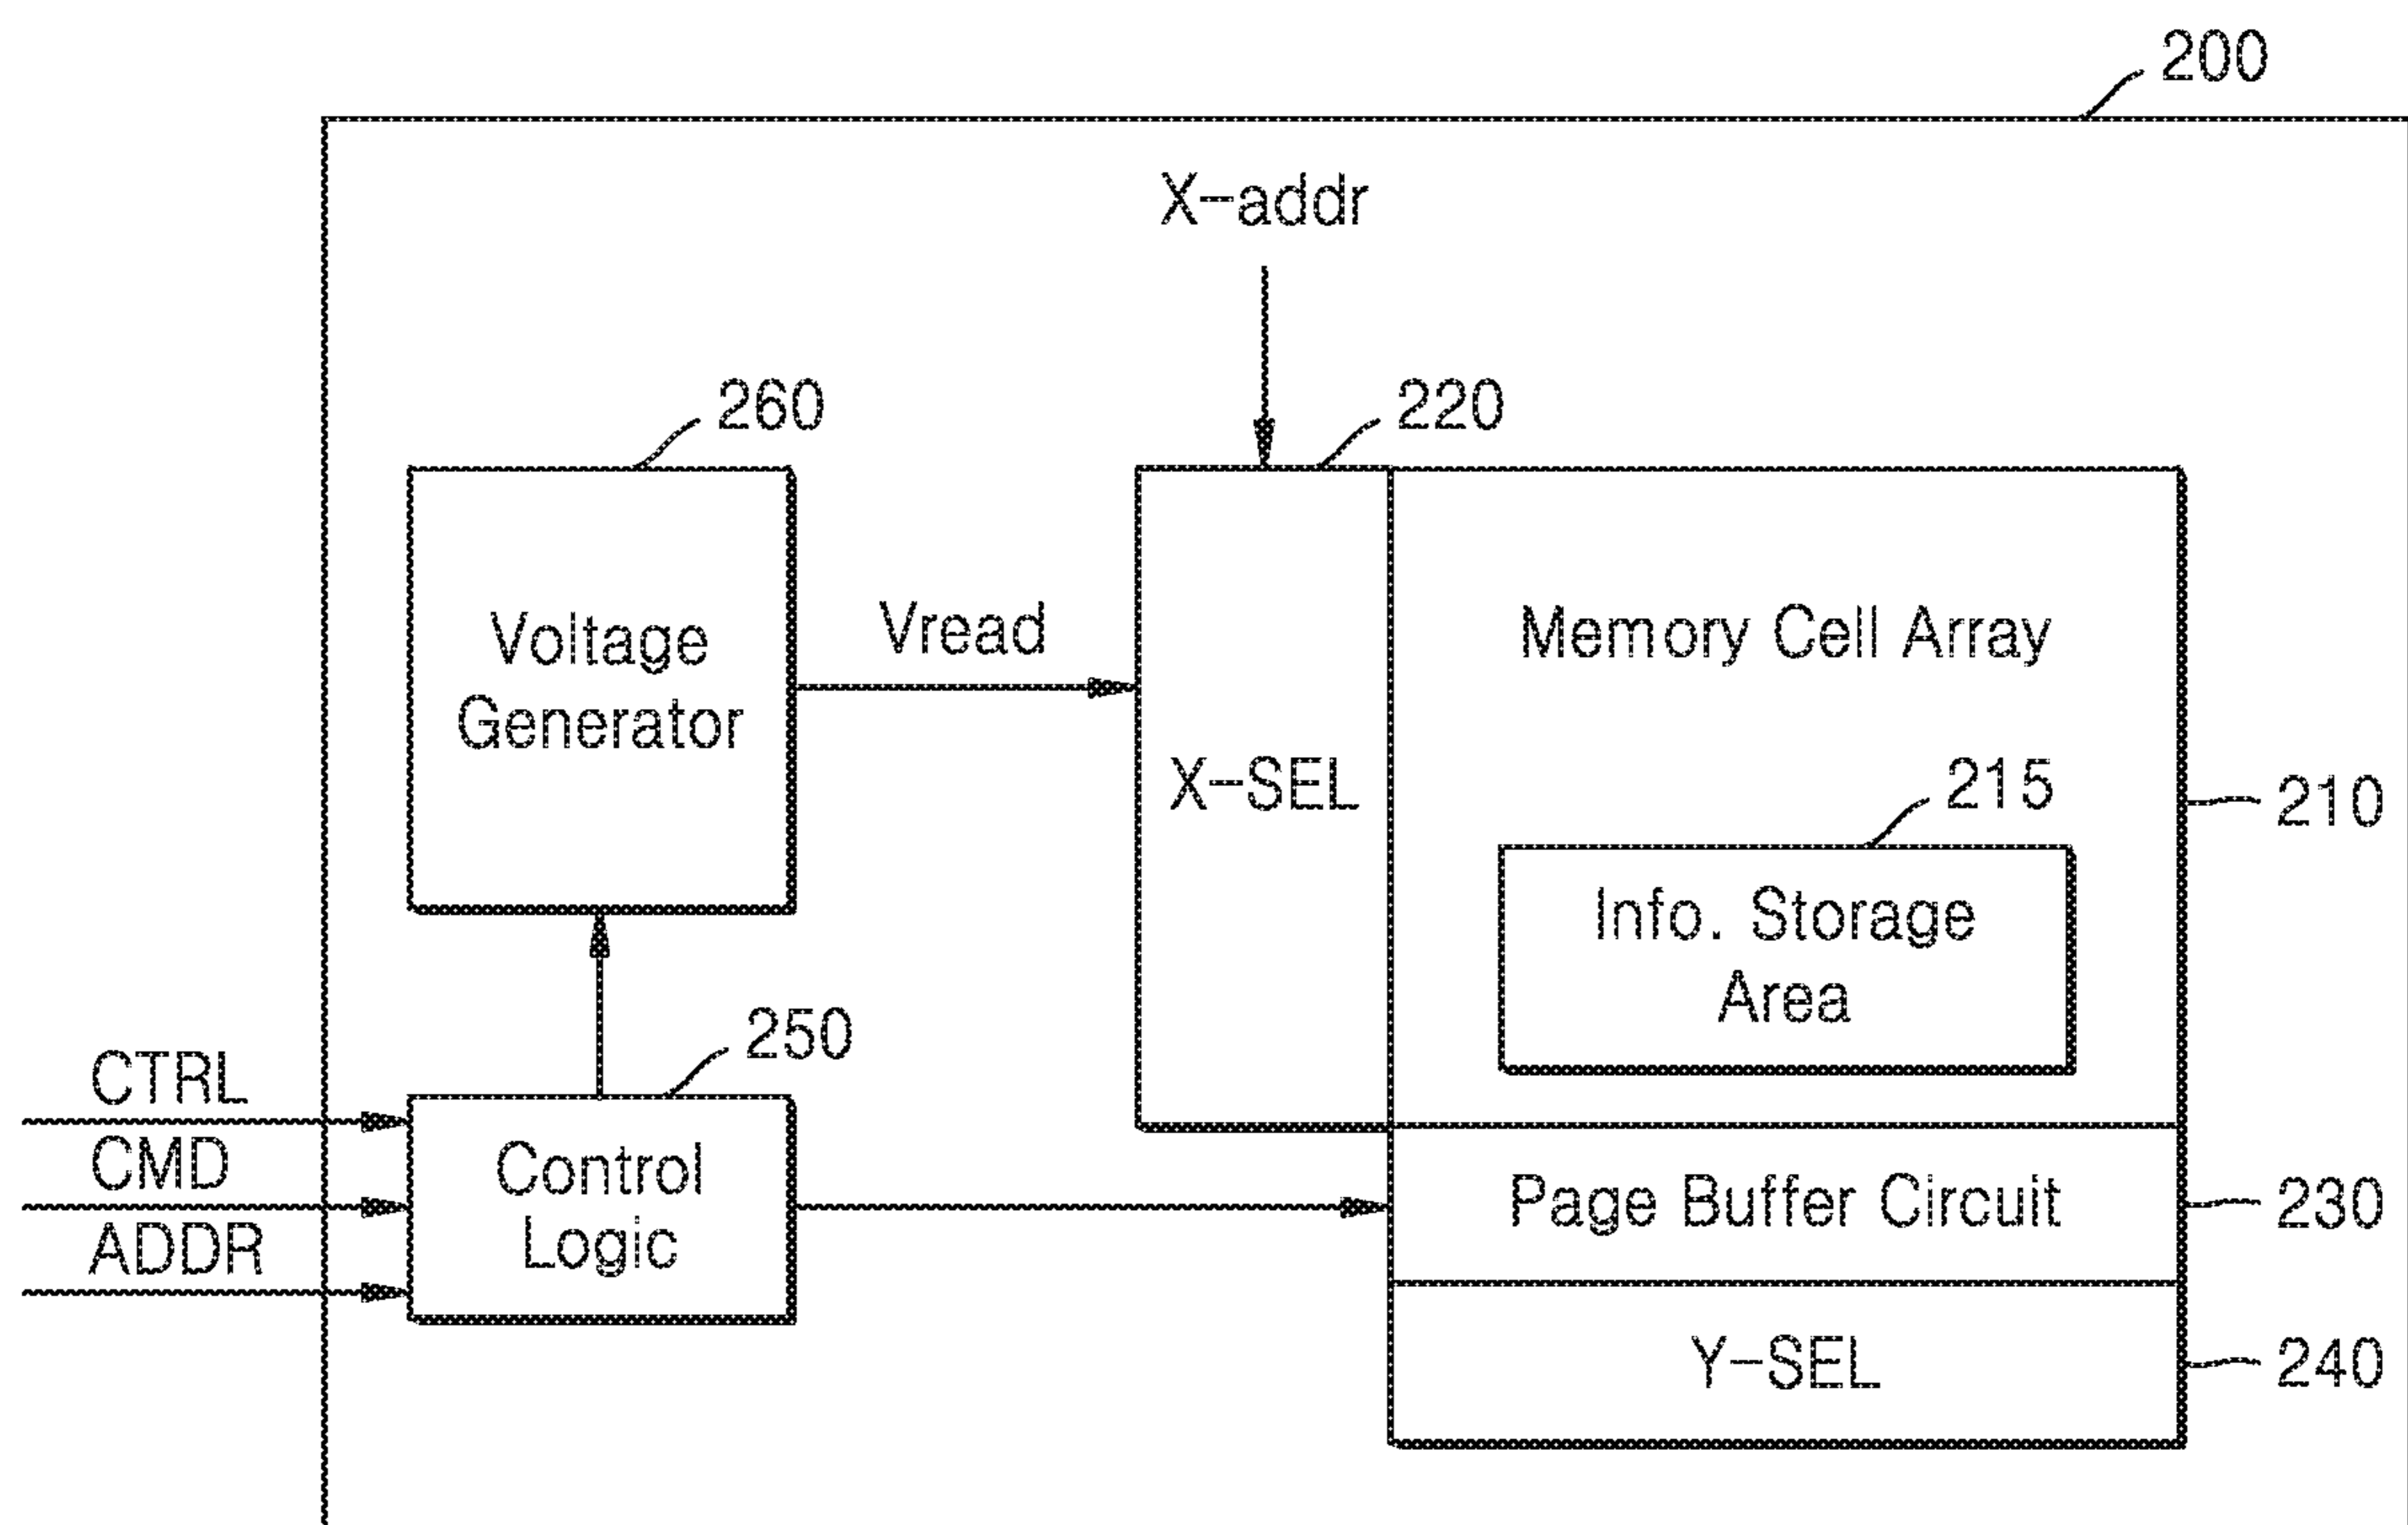 200
X-addr
260
220
Voltage
Generator
Vread
X-SEL
Memory Cell Array
215
210
Info. Storage
Area
250
CTRL
CMD
ADDR
Control
Logic
Page Buffer Circuit
230
Y-SEL
240